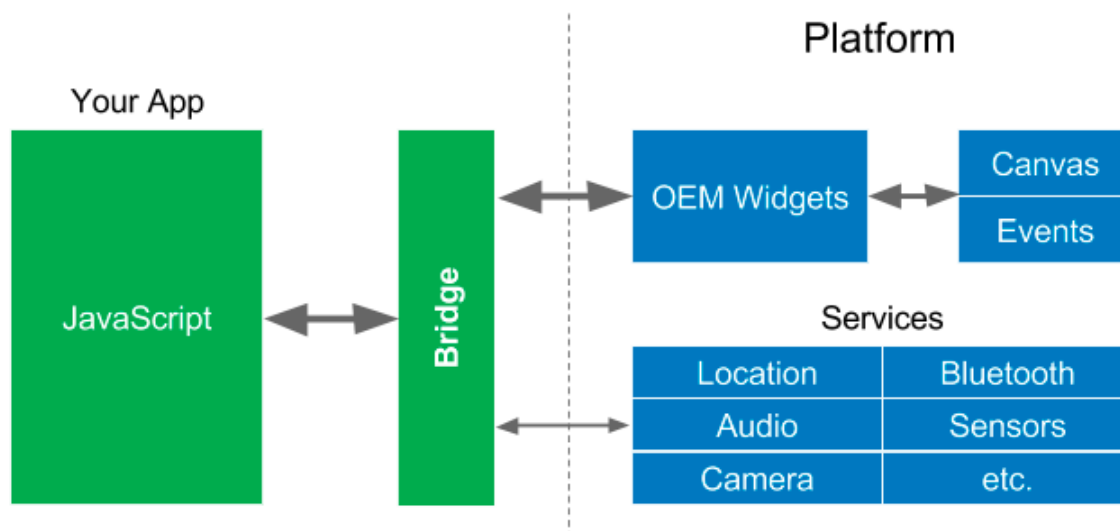 Platform
Your App
JavaScript
Bridge
OEM Widgets
Canvas
Events
Services
Location
Bluetooth
Audio
Sensors
Camera
etc.